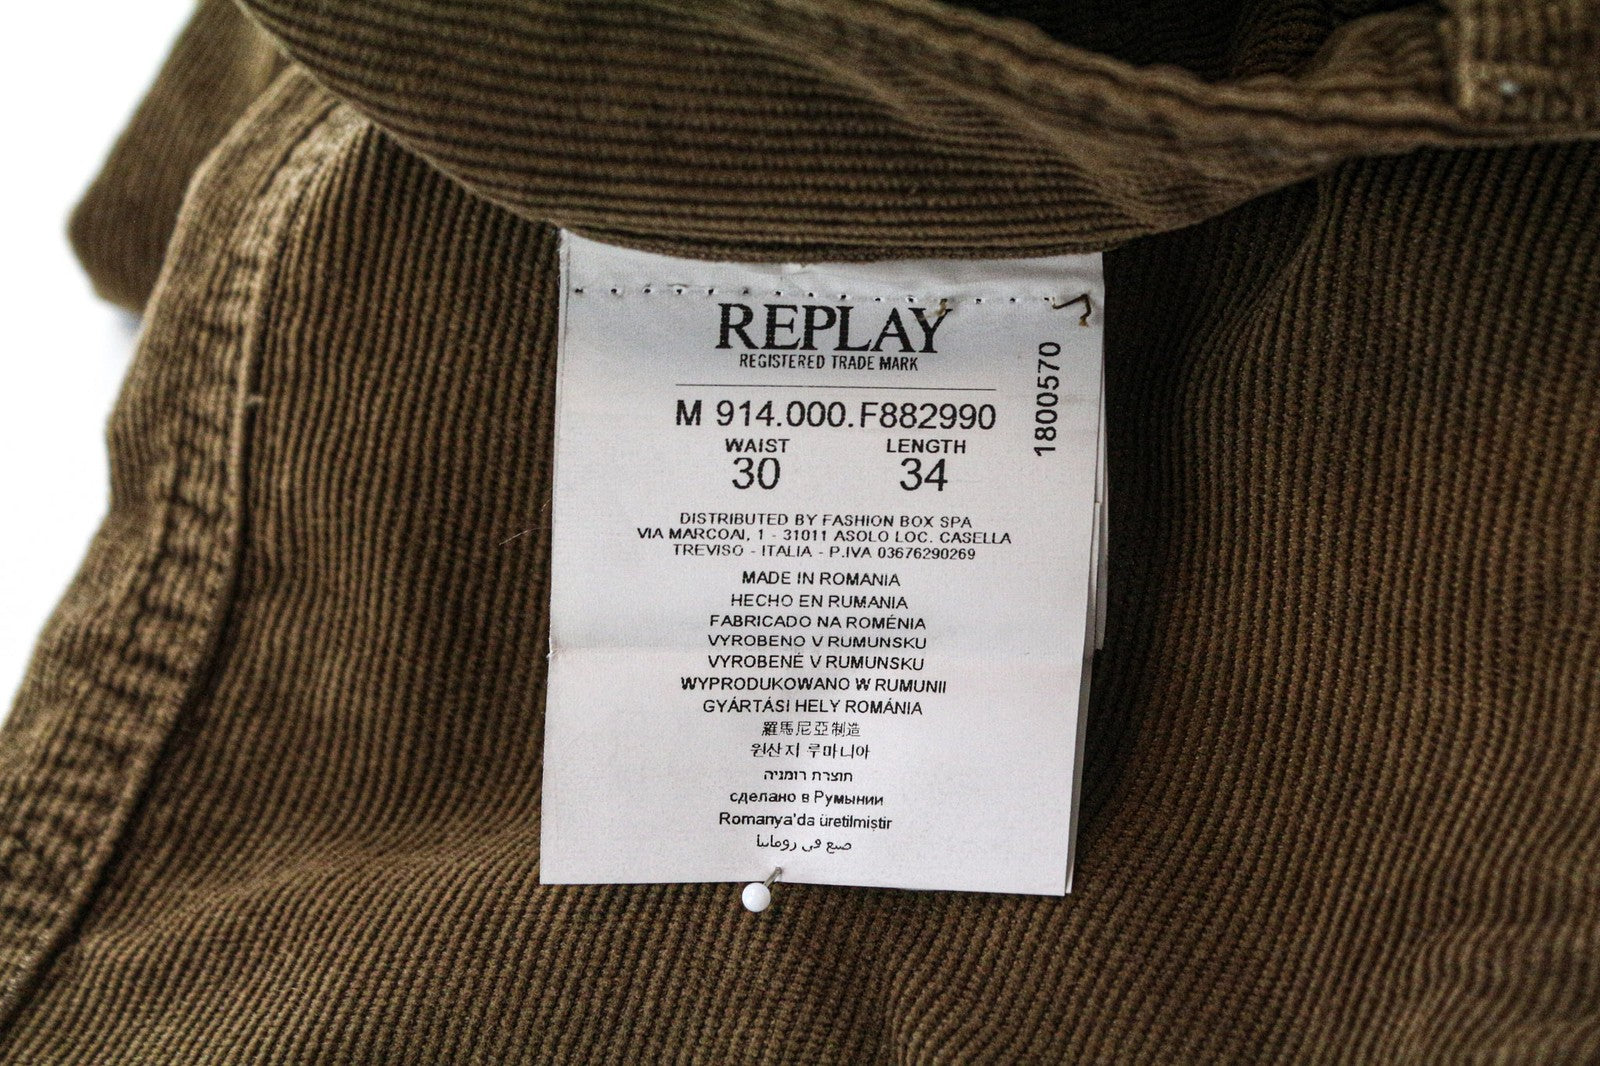 REPLAY
REGISTERED TRADE MARK
1800570
M 914.000.F882990
WAIST LENGTH
30 34
DISTRIBUTED BY FASHION BOX SPA
VIA MARCOAI, 1 - 31011 ASOLO LOC. CASELLA
TREVISO - ITALIA - P.IVA 03676290269
MADE IN ROMANIA
HECHO EN RUMANIA
FABRICADO NA ROMÉNIA
VYROBENO V RUMUNSKU
VYROBENÉ V RUMUNSKU
WYPRODUKOWANO W RUMUNII
GYÁRTÁSI HELY ROMÁNIA
羅馬尼亞制造
원산지 루마니아
תוצרת רומניה
сделано в Румынии
Romanya'da üretilmiştir
صنع في رومانيا